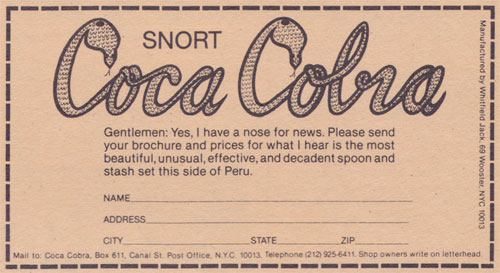 SNORT
Coca Cobra
Gentlemen: Yes, I have a nose for news. Please send
your brochure and prices for what I hear is the most
beautiful, unusual, effective, and decadent spoon and
stash set this side of Peru.
NAME
ADDRESS
CITY STATE ZIP
Mail to: Coca Cobra, Box 611, Canal St. Post Office, N.Y.C. 10013. Telephone (212) 925-6411. Shop owners write on letterhead.
Manufactured by Whitfield Jack, 69 Wooster, NYC 10013